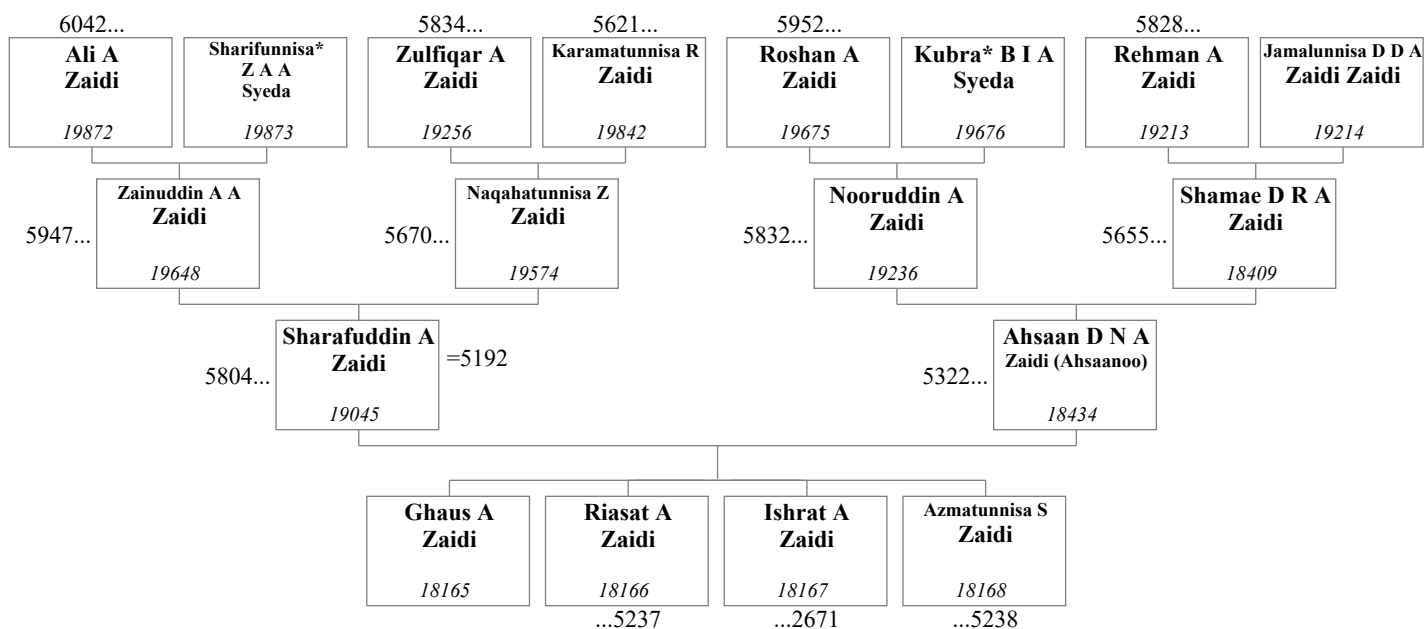 6042...
5834...
5621...
5952...
5828...
Ali A
Zaidi
19872
Sharifunnisa*
Z A A
Syeda
19873
Zulfiqar A
Zaidi
19256
Karamatunnisa R
Zaidi
19842
Roshan A
Zaidi
19675
Kubra* B I A
Syeda
19676
Rehman A
Zaidi
19213
Jamalunnisa D D A
Zaidi Zaidi
19214
5947...
Zainuddin A A
Zaidi
19648
5670...
Naqahatunnisa Z
Zaidi
19574
5832...
Nooruddin A
Zaidi
19236
5655...
Shamae D R A
Zaidi
18409
5804...
Sharafuddin A
Zaidi
19045
=5192
5322...
Ahsaan D N A
Zaidi (Ahsaanoo)
18434
Ghaus A
Zaidi
18165
Riasat A
Zaidi
18166
...5237
Ishrat A
Zaidi
18167
...2671
Azmatunnisa S
Zaidi
18168
...5238